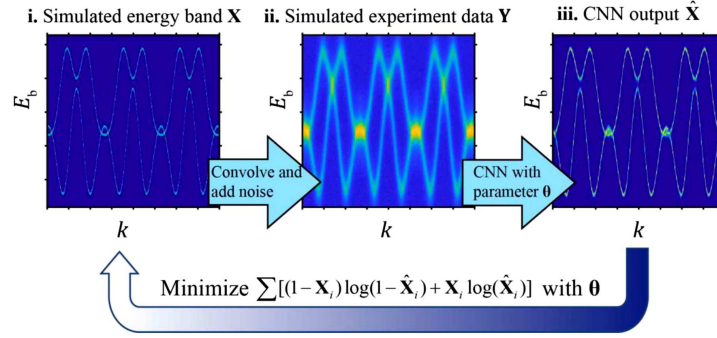 i. Simulated energy band X
ii. Simulated experiment data Y
iii. CNN output X̂
E_b
E_b
E_b
Convolve and
add noise
CNN with
parameter θ
k
k
k
Minimize ∑[(1−X_i)log(1−X̂_i)+X_i log(X̂_i)] with θ